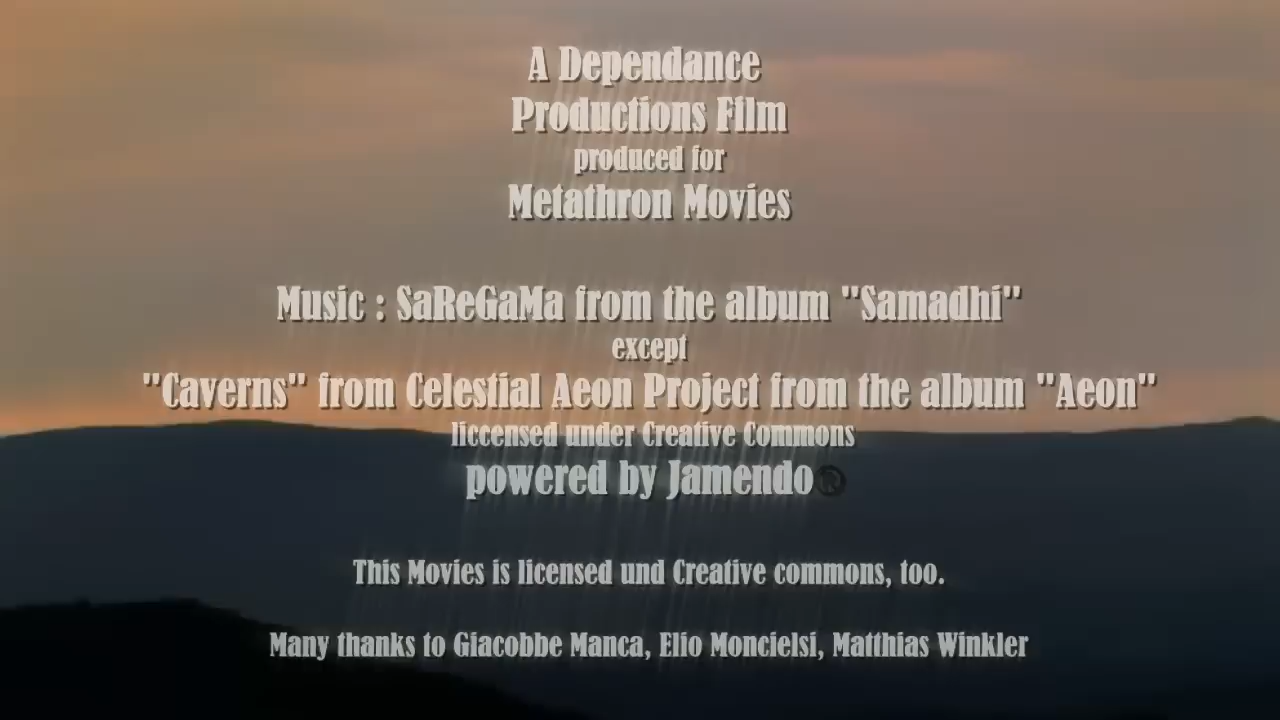 A Dependance
Productions Film
produced for
Metathron Movies
Music : SaReGaMa from the album "Samadhi"
except
"Caverns" from Celestial Aeon Project from the album "Aeon"
liccensed under Creative Commons
powered by Jamendo®
This Movies is licensed und Creative commons, too.
Many thanks to Giacobbe Manca, Elio Moncielsi, Matthias Winkler